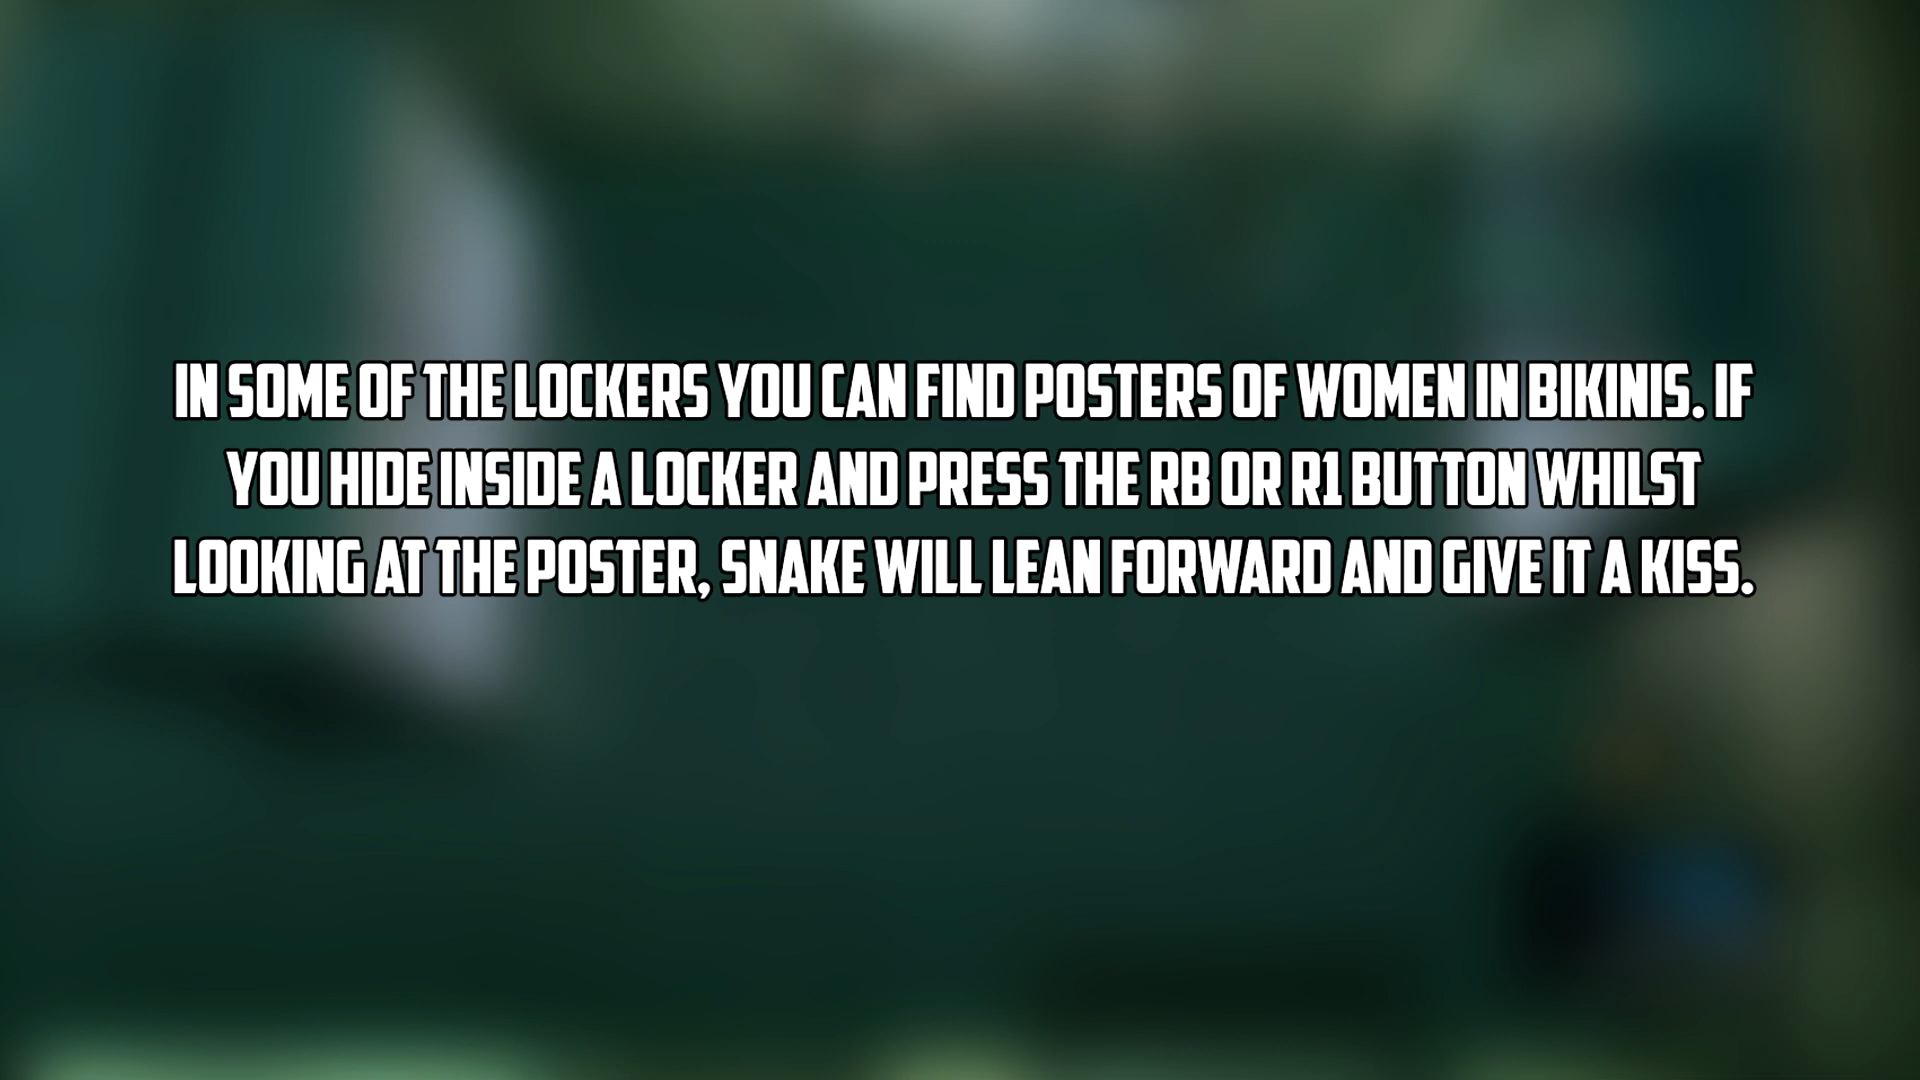 IN SOME OF THE LOCKERS YOU CAN FIND POSTERS OF WOMEN IN BIKINIS. IF
YOU HIDE INSIDE A LOCKER AND PRESS THE RB OR R1 BUTTON WHILST
LOOKING AT THE POSTER, SNAKE WILL LEAN FORWARD AND GIVE IT A KISS.